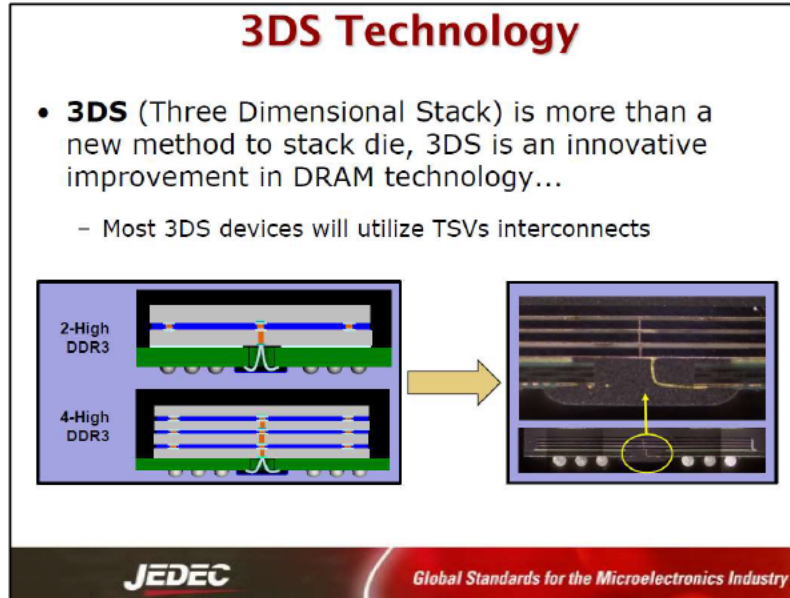 3DS Technology
• 3DS (Three Dimensional Stack) is more than a
new method to stack die, 3DS is an innovative
improvement in DRAM technology...
– Most 3DS devices will utilize TSVs interconnects
2-High
DDR3
4-High
DDR3
JEDEC
Global Standards for the Microelectronics Industry